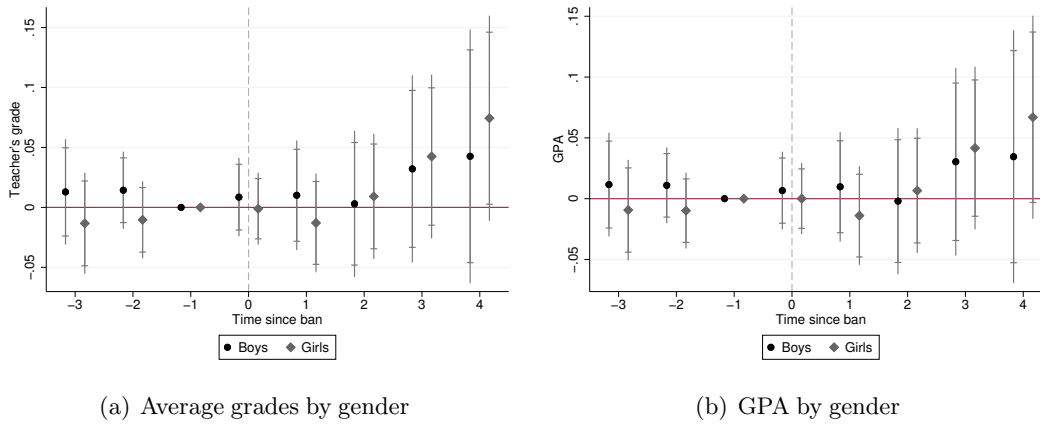 Teacher's grade
.15
.1
.05
0
-.05
−3 −2 −1 0 1 2 3 4
Time since ban
Boys Girls
(a) Average grades by gender
GPA
.15
.1
.05
0
-.05
−3 −2 −1 0 1 2 3 4
Time since ban
Boys Girls
(b) GPA by gender